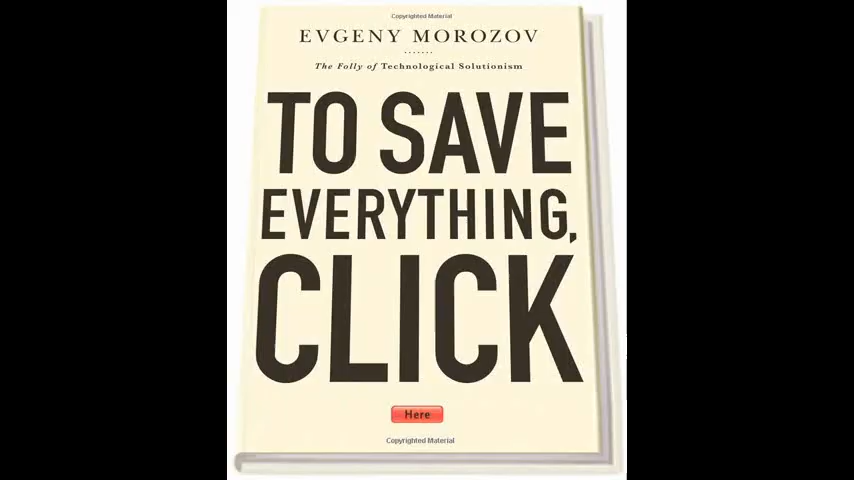 Copyrighted Material
EVGENY MOROZOV
The Folly of Technological Solutionism
TO SAVE
EVERYTHING,
CLICK
Here
Copyrighted Material